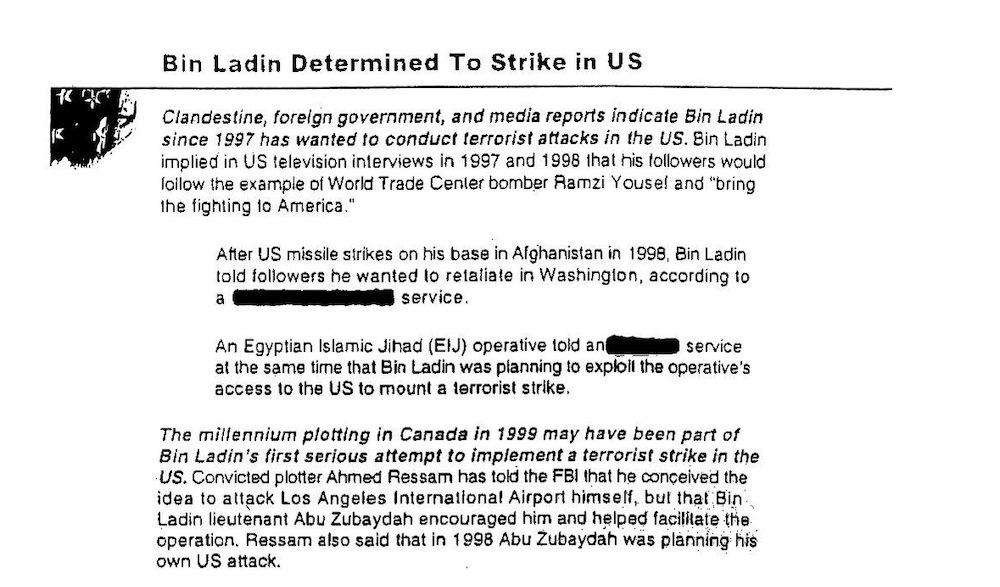 Bin Ladin Determined To Strike in US
Clandestine, foreign government, and media reports indicate Bin Ladin
since 1997 has wanted to conduct terrorist attacks in the US. Bin Ladin
implied in US television interviews in 1997 and 1998 that his followers would
follow the example of World Trade Center bomber Ramzi Yousef and "bring
the fighting to America."
After US missile strikes on his base in Afghanistan in 1998, Bin Ladin
told followers he wanted to retaliate in Washington, according to
a service.
An Egyptian Islamic Jihad (EIJ) operative told an service
at the same time that Bin Ladin was planning to exploit the operative's
access to the US to mount a terrorist strike.
The millennium plotting in Canada in 1999 may have been part of
Bin Ladin's first serious attempt to implement a terrorist strike in the
US. Convicted plotter Ahmed Ressam has told the FBI that he conceived the
idea to attack Los Angeles International Airport himself, but that Bin
Ladin lieutenant Abu Zubaydah encouraged him and helped facilitate the
operation. Ressam also said that in 1998 Abu Zubaydah was planning his
own US attack.